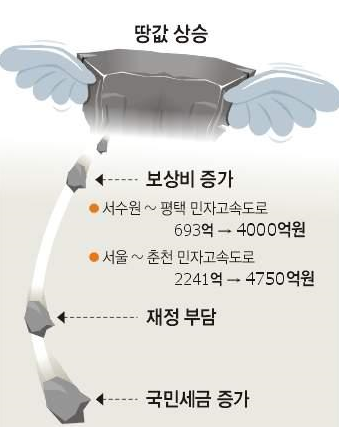 땅값 상승
보상비 증가
● 서수원 ~ 평택 민자고속도로
693억 → 4000억원
● 서울 ~ 춘천 민자고속도로
2241억 → 4750억원
재정 부담
국민세금 증가